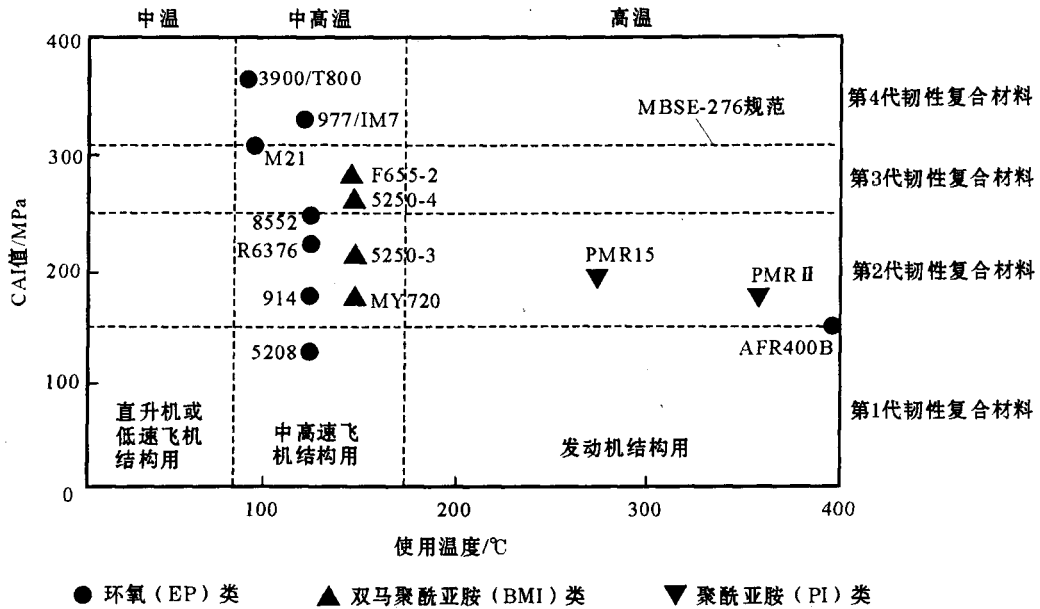 中温
中高温
高温
400
300
200
100
0
CAI值/MPa
3900/T800
977/IM7
M21
F655-2
5250-4
8552
R6376
5250-3
914
MY720
5208
PMR15
PMRⅡ
AFR400B
MBSE-276规范
第4代韧性复合材料
第3代韧性复合材料
第2代韧性复合材料
第1代韧性复合材料
直升机或
低速飞机
结构用
中高速飞
机结构用
发动机结构用
100
200
300
400
使用温度/℃
● 环氧（EP）类 ▲ 双马聚酰亚胺（BMI）类 ▼ 聚酰亚胺（PI）类